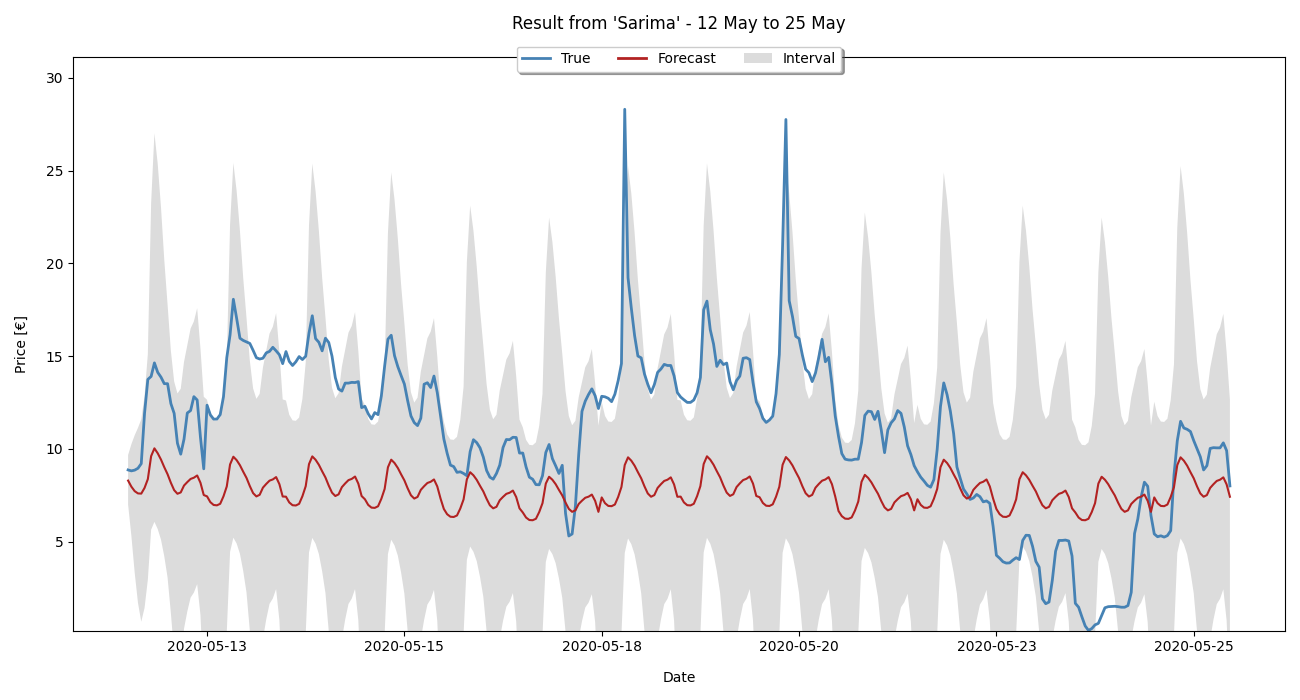 Result from 'Sarima' - 12 May to 25 May
True Forecast Interval
30
25
20
15
10
5
Price [€]
2020-05-13 2020-05-15 2020-05-18 2020-05-20 2020-05-23 2020-05-25
Date